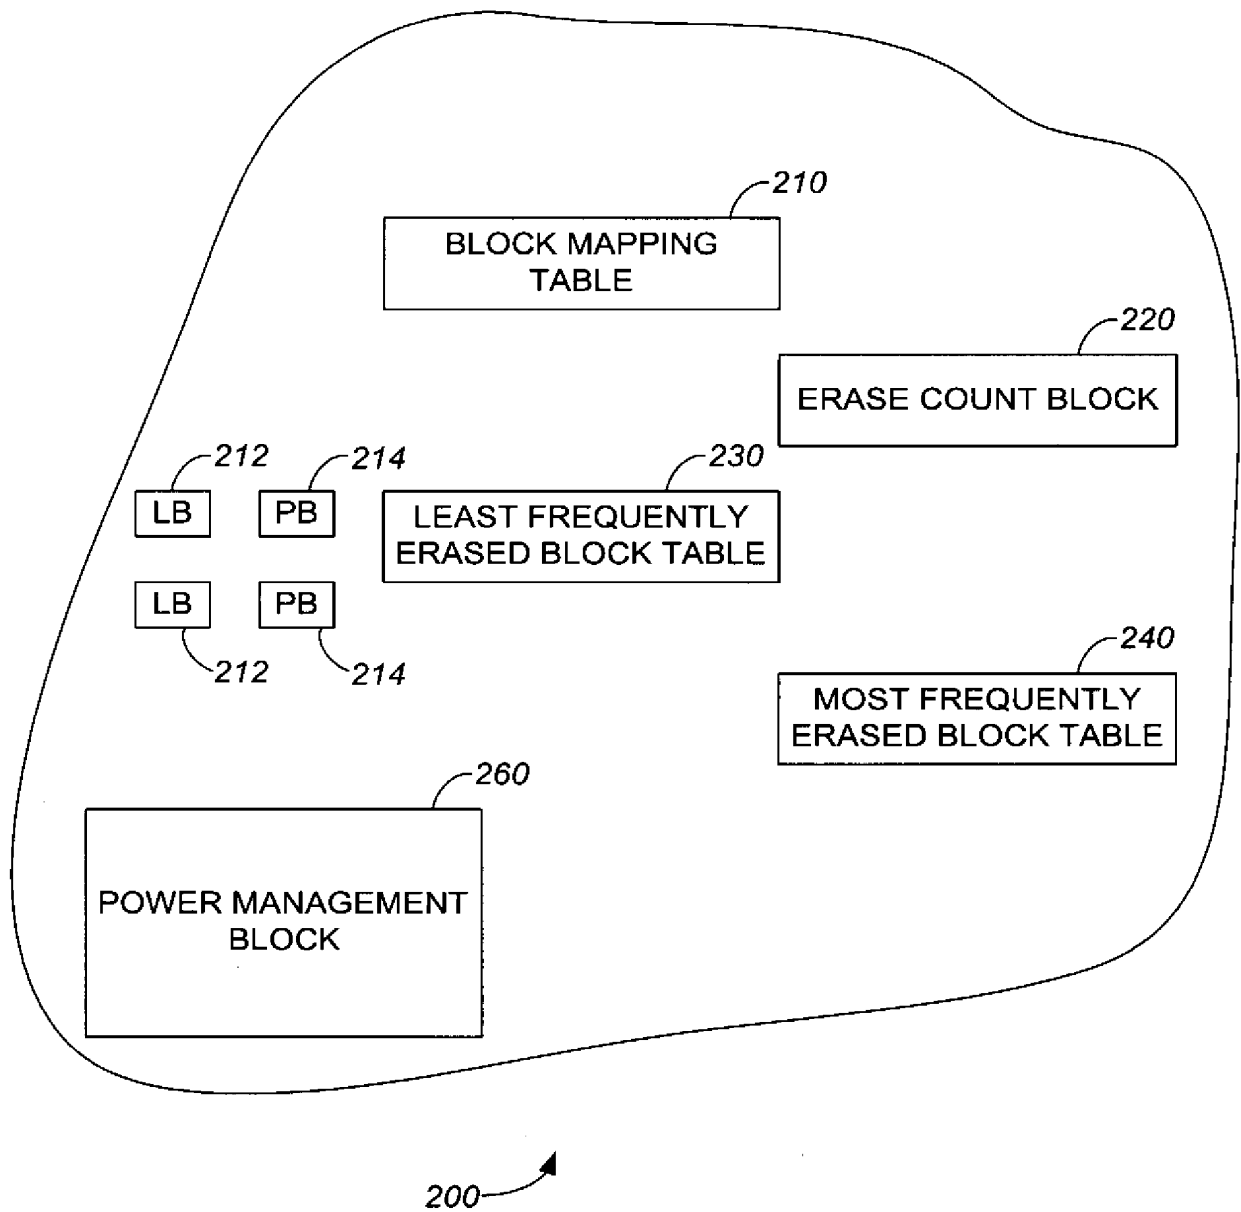 210
BLOCK MAPPING
TABLE
220
ERASE COUNT BLOCK
212
214
230
LB
PB
LEAST FREQUENTLY
ERASED BLOCK TABLE
LB
PB
212
214
240
MOST FREQUENTLY
ERASED BLOCK TABLE
260
POWER MANAGEMENT
BLOCK
200